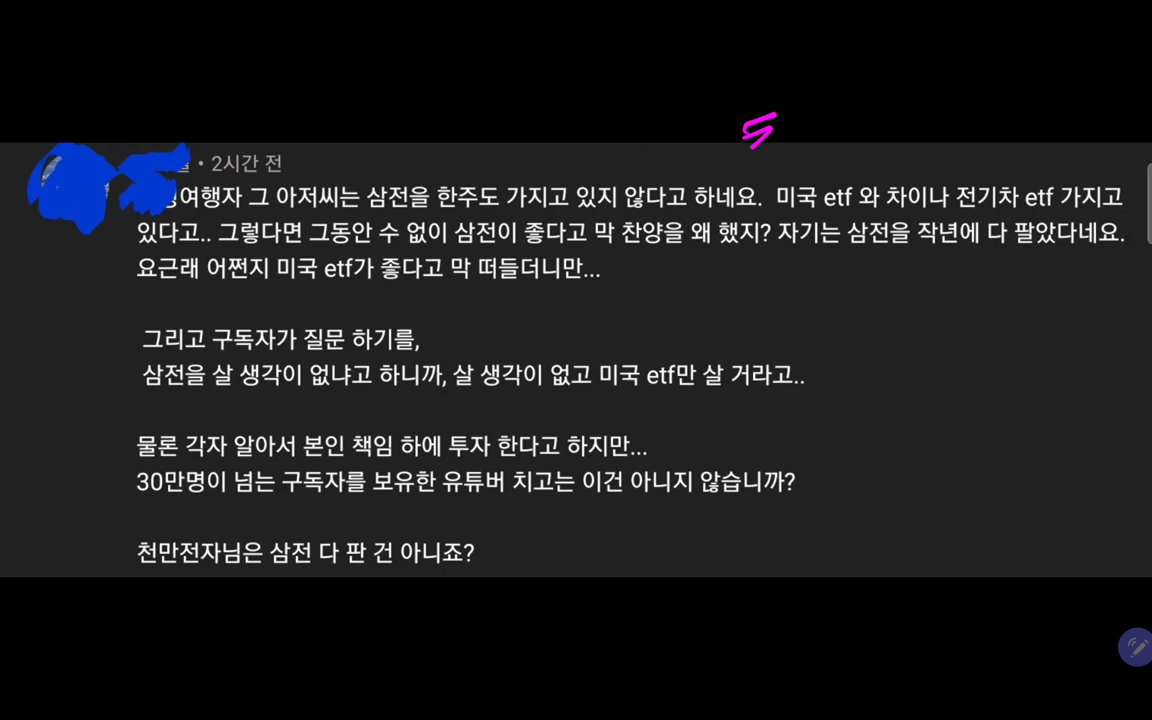 • 2시간 전
그 아저씨는 삼전을 한주도 가지고 있지 않다고 하네요. 미국 etf 와 차이나 전기차 etf 가지고
있다고.. 그렇다면 그동안 수 없이 삼전이 좋다고 막 찬양을 왜 했지? 자기는 삼전을 작년에 다 팔았다네요.
요근래 어쩐지 미국 etf가 좋다고 막 떠들더니만...
그리고 구독자가 질문 하기를,
삼전을 살 생각이 없냐고 하니까, 살 생각이 없고 미국 etf만 살 거라고..
물론 각자 알아서 본인 책임 하에 투자 한다고 하지만...
30만명이 넘는 구독자를 보유한 유튜버 치고는 이건 아니지 않습니까?
천만전자님은 삼전 다 판 건 아니죠?